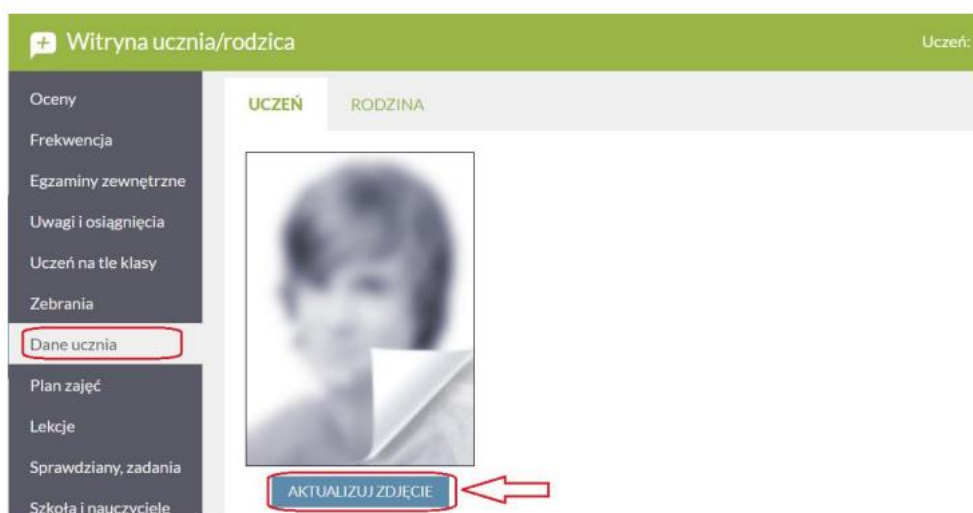 Witryna ucznia/rodzica
Uczeń:
Oceny
Frekwencja
Egzaminy zewnętrzne
Uwagi i osiągnięcia
Uczeń na tle klasy
Zebrania
Dane ucznia
Plan zajęć
Lekcje
Sprawdziany, zadania
Szkoła i nauczyciele
UCZEŃ
RODZINA
AKTUALIZUJ ZDJĘCIE